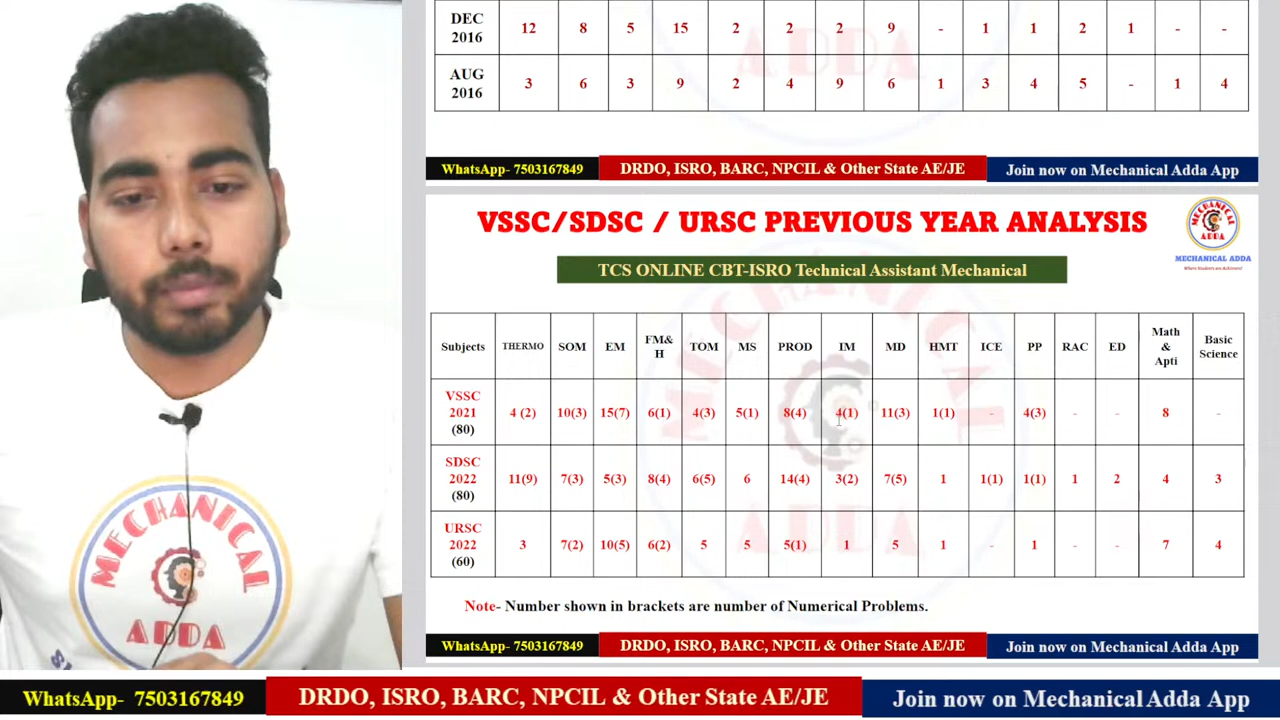 DEC 2016 12 8 5 15 2 2 2 9 - 1 1 2 1 - -
AUG 2016 3 6 3 9 2 4 9 6 1 3 4 5 - 1 4
WhatsApp- 7503167849 DRDO, ISRO, BARC, NPCIL & Other State AE/JE Join now on Mechanical Adda App
VSSC/SDSC / URSC PREVIOUS YEAR ANALYSIS
MECHANICAL ADDA
MECHANICAL ADDA
Where Students are Achievers!
TCS ONLINE CBT-ISRO Technical Assistant Mechanical
Subjects THERMO SOM EM FM& H TOM MS PROD IM MD HMT ICE PP RAC ED Math & Apti Basic Science
VSSC 2021 (80) 4 (2) 10(3) 15(7) 6(1) 4(3) 5(1) 8(4) 4(1) 11(3) 1(1) - 4(3) - - 8 -
SDSC 2022 (80) 11(9) 7(3) 5(3) 8(4) 6(5) 6 14(4) 3(2) 7(5) 1 1(1) 1(1) 1 2 4 3
URSC 2022 (60) 3 7(2) 10(5) 6(2) 5 5 5(1) 1 5 1 - 1 - - 7 4
Note- Number shown in brackets are number of Numerical Problems.
WhatsApp- 7503167849 DRDO, ISRO, BARC, NPCIL & Other State AE/JE Join now on Mechanical Adda App
MECHANICAL
ADDA
WhatsApp- 7503167849 DRDO, ISRO, BARC, NPCIL & Other State AE/JE Join now on Mechanical Adda App